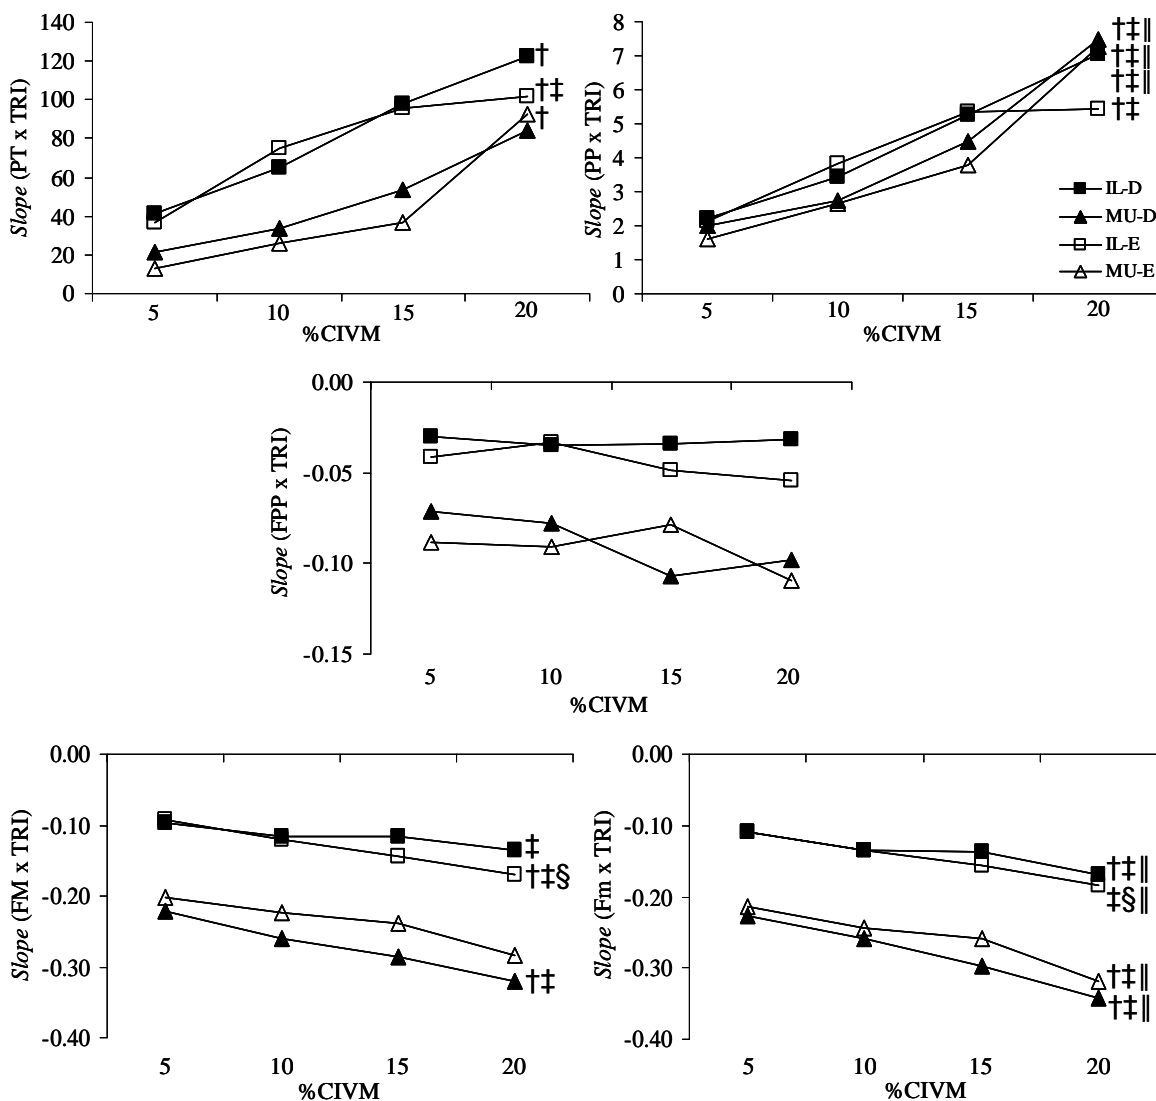 140
120
100
80
60
40
20
0
Slope (PT x TRI)
†
†‡
†
5 10 15 20
%CIVM
8
7
6
5
4
3
2
1
0
Slope (PP x TRI)
†‡||
†‡||
†‡||
†‡
IL-D
MU-D
IL-E
MU-E
5 10 15 20
%CIVM
0.00
-0.05
-0.10
-0.15
Slope (FPP x TRI)
5 10 15 20
%CIVM
0.00
-0.10
-0.20
-0.30
-0.40
Slope (FM x TRI)
‡
†‡§
†‡
5 10 15 20
%CIVM
0.00
-0.10
-0.20
-0.30
-0.40
Slope (Fm x TRI)
†‡||
‡§||
†‡||
†‡||
5 10 15 20
%CIVM